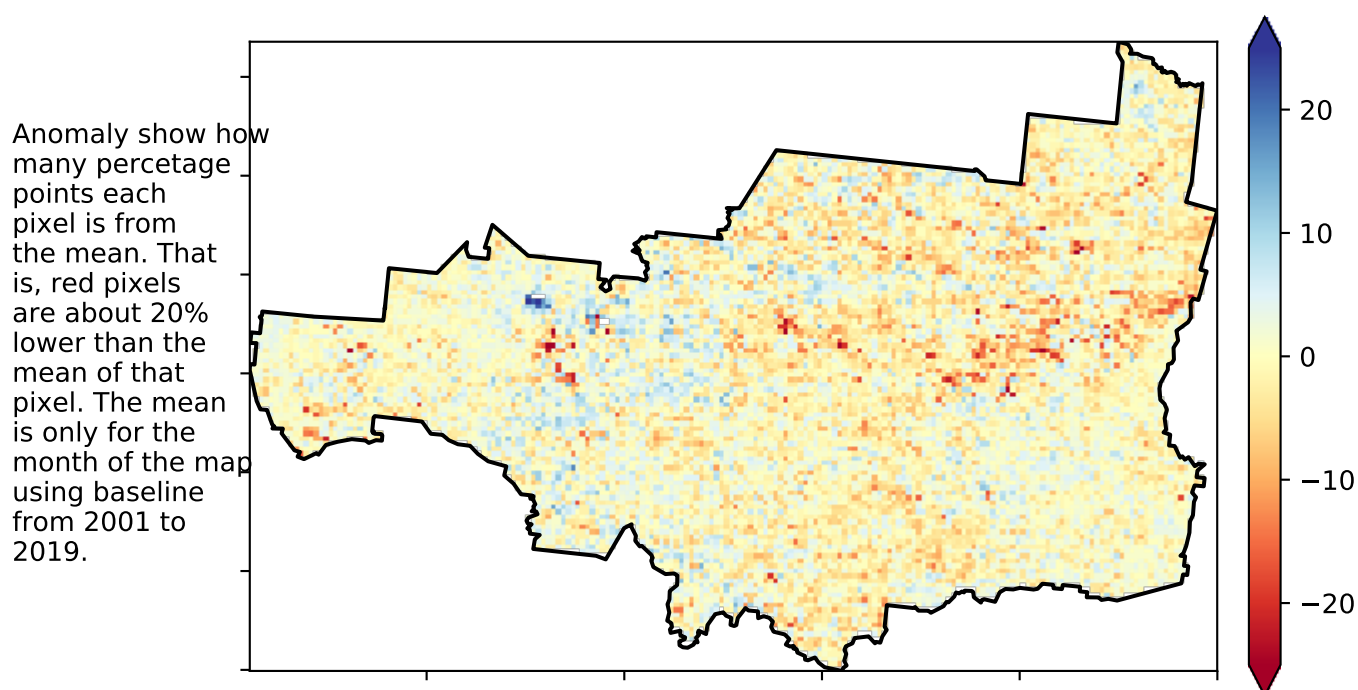 Anomaly show how
many percetage
points each
pixel is from
the mean. That
is, red pixels
are about 20%
lower than the
mean of that
pixel. The mean
is only for the
month of the map
using baseline
from 2001 to
2019.
20
10
0
−10
−20